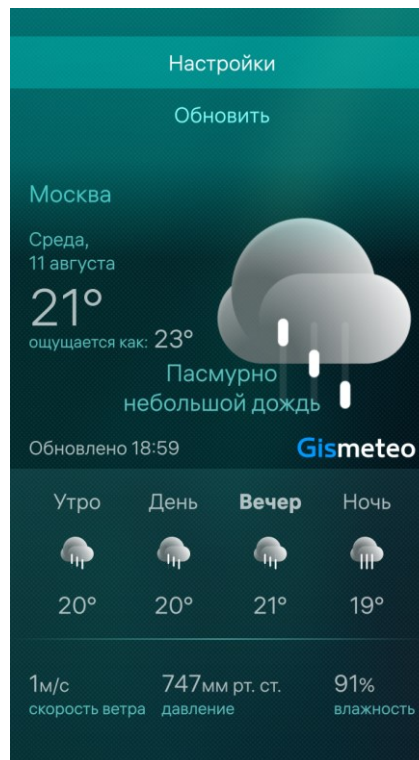 Настройки
Обновить
Москва
Среда,
11 августа
21°
ощущается как: 23°
Пасмурно
небольшой дождь
Обновлено 18:59 Gismeteo
Утро День Вечер Ночь
20° 20° 21° 19°
1м/с 747мм рт. ст. 91%
скорость ветра давление влажность